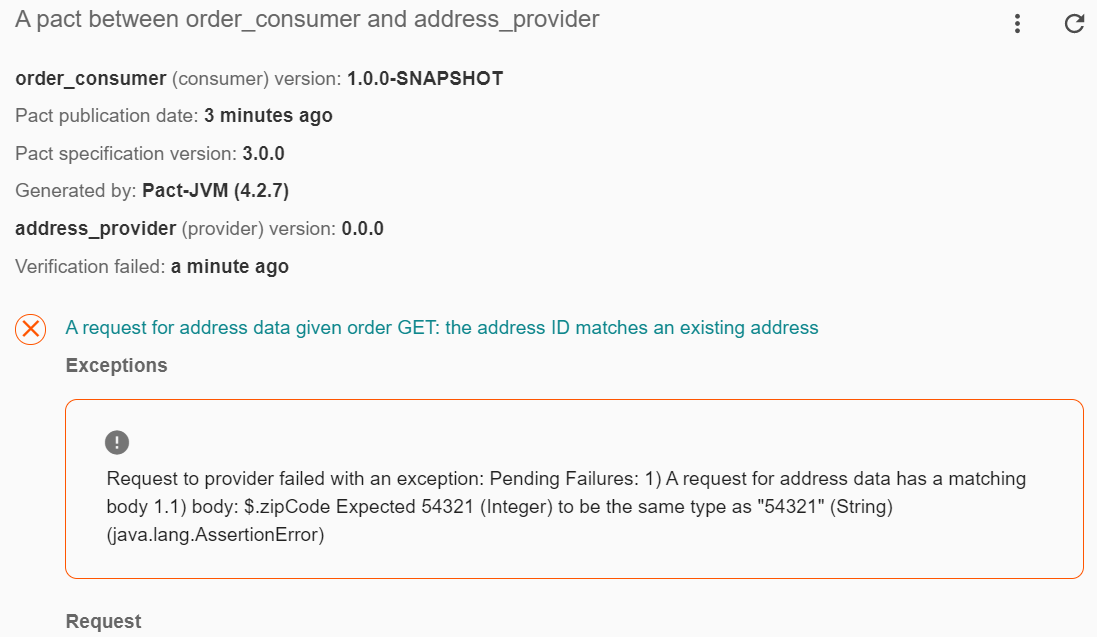 A pact between order_consumer and address_provider
order_consumer (consumer) version: 1.0.0-SNAPSHOT
Pact publication date: 3 minutes ago
Pact specification version: 3.0.0
Generated by: Pact-JVM (4.2.7)
address_provider (provider) version: 0.0.0
Verification failed: a minute ago
A request for address data given order GET: the address ID matches an existing address
Exceptions
Request to provider failed with an exception: Pending Failures: 1) A request for address data has a matching
body 1.1) body: $.zipCode Expected 54321 (Integer) to be the same type as "54321" (String)
(java.lang.AssertionError)
Request